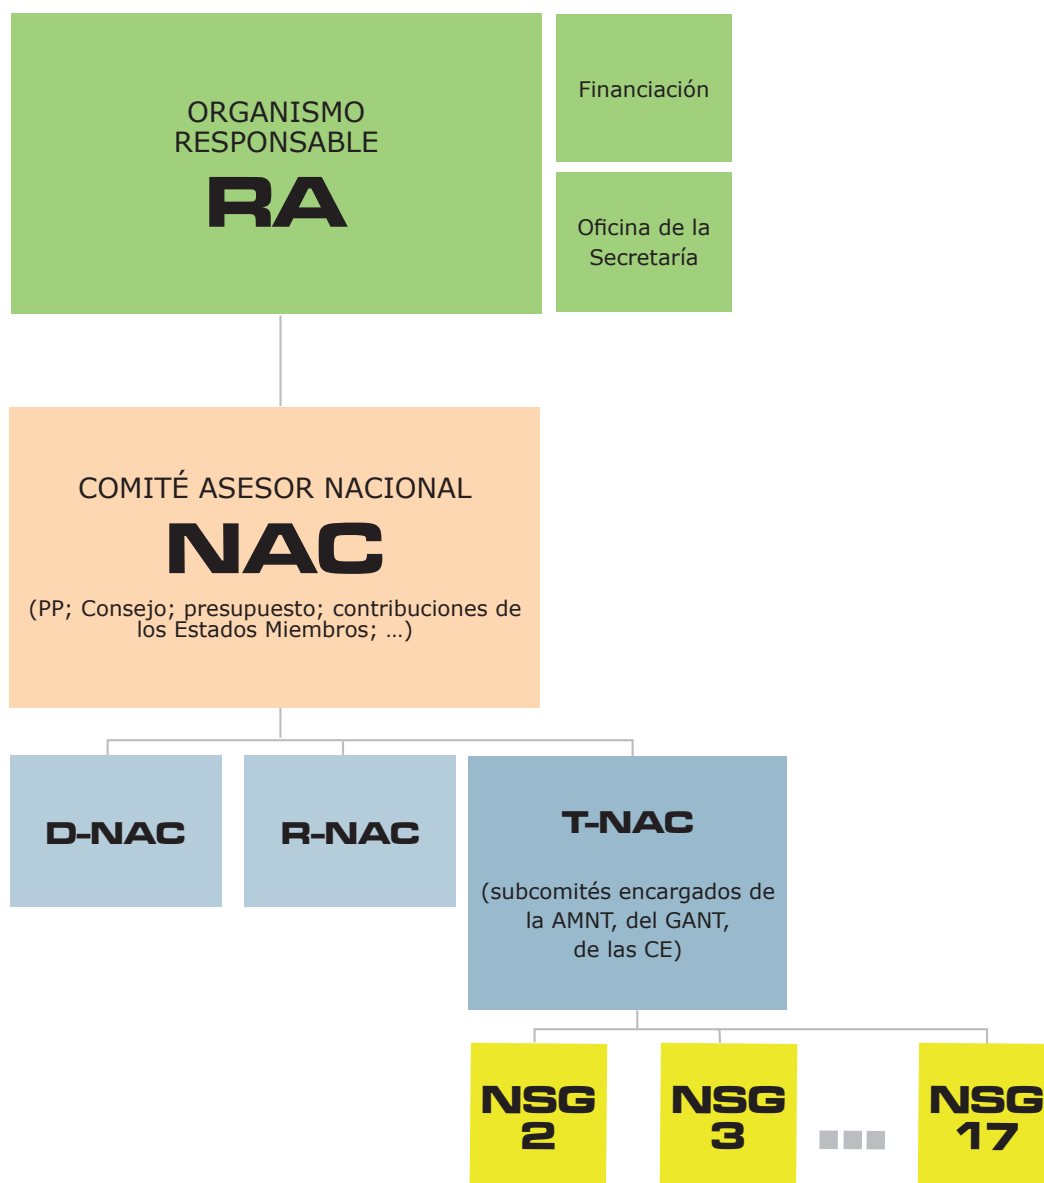 ORGANISMO
RESPONSABLE
RA
Financiación
Oficina de la
Secretaría
COMITÉ ASESOR NACIONAL
NAC
(PP; Consejo; presupuesto; contribuciones de
los Estados Miembros; …)
D-NAC
R-NAC
T-NAC
(subcomités encargados de
la AMNT, del GANT,
de las CE)
NSG
2
NSG
3
NSG
17